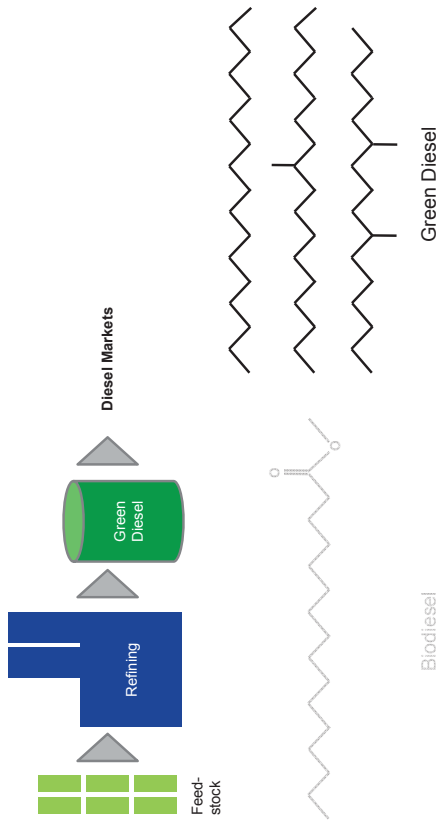 Feed-
stock
Refining
Green
Diesel
Diesel Markets
O
O
Biodiesel
Green Diesel